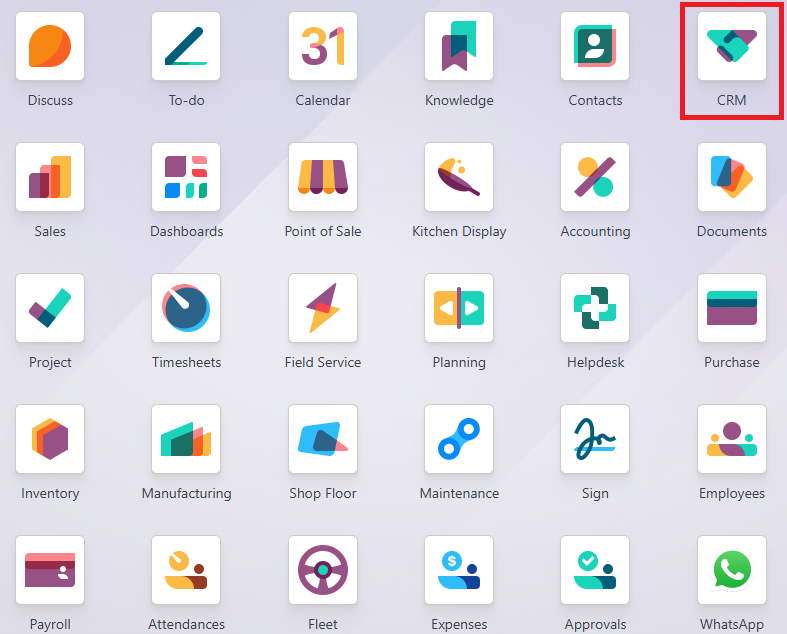 31
Discuss To-do Calendar Knowledge Contacts CRM
Sales Dashboards Point of Sale Kitchen Display Accounting Documents
Project Timesheets Field Service Planning Helpdesk Purchase
Inventory Manufacturing Shop Floor Maintenance Sign Employees
$
Payroll Attendances Fleet Expenses Approvals WhatsApp